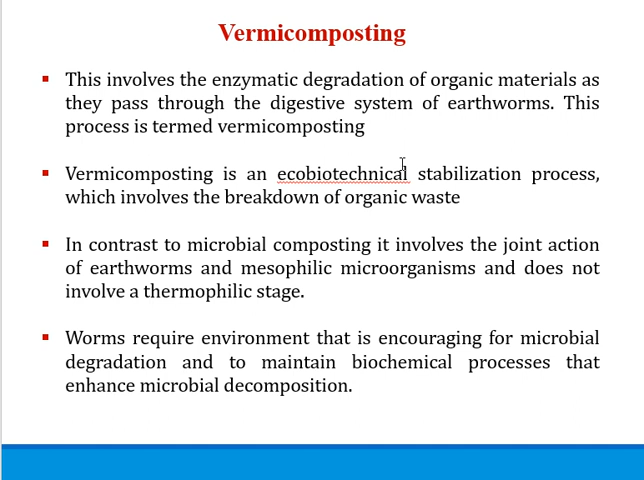 Vermicomposting
▪ This involves the enzymatic degradation of organic materials as
they pass through the digestive system of earthworms. This
process is termed vermicomposting
▪ Vermicomposting is an ecobiotechnical stabilization process,
which involves the breakdown of organic waste
▪ In contrast to microbial composting it involves the joint action
of earthworms and mesophilic microorganisms and does not
involve a thermophilic stage.
▪ Worms require environment that is encouraging for microbial
degradation and to maintain biochemical processes that
enhance microbial decomposition.